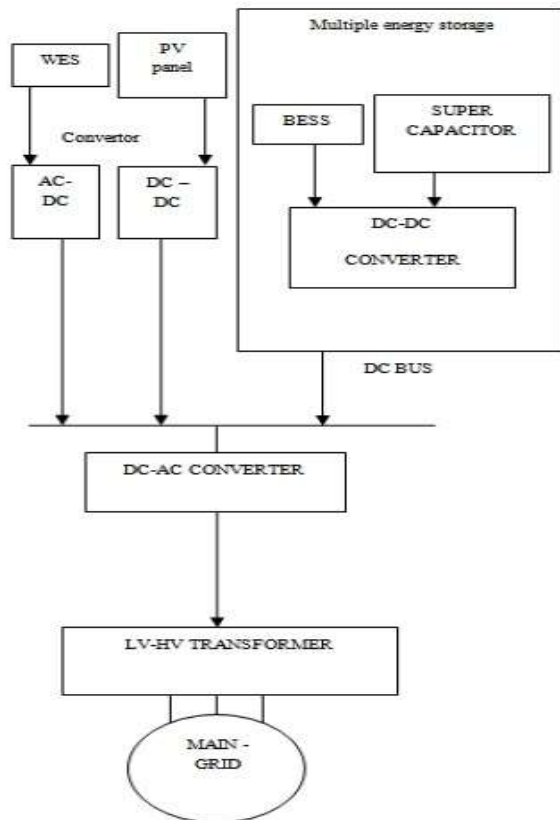 Multiple energy storage
WES
PV
panel
Convertor
BESS
SUPER
CAPACITOR
AC-
DC
DC –
DC
DC-DC
CONVERTER
DC BUS
DC-AC CONVERTER
LV-HV TRANSFORMER
MAIN -
GRID